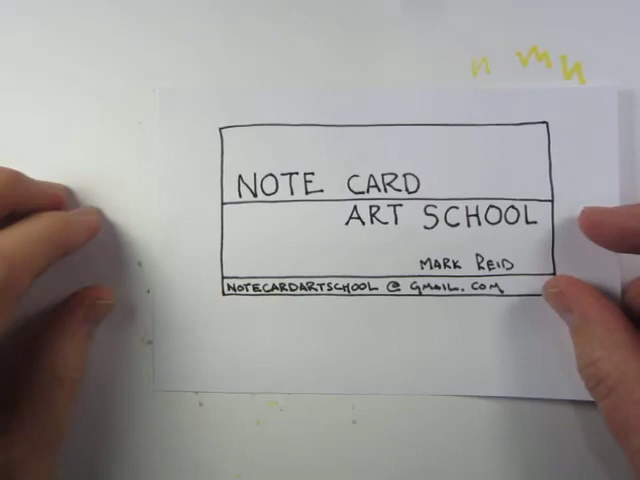 NOTE CARD
ART SCHOOL
MARK REID
NOTECARDARTSCHOOL @ GMAIL.COM